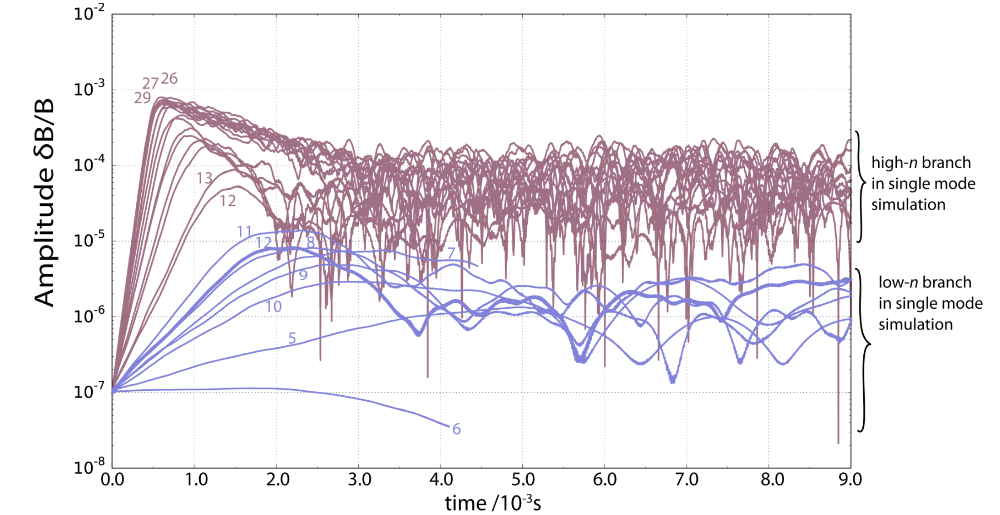 10-2
10-3
10-4
10-5
10-6
10-7
10-8
Amplitude δB/B
27 26
29
13
12
11
12
8
7
9
10
5
6
high-n branch
in single mode
simulation
low-n branch
in single mode
simulation
0.0 1.0 2.0 3.0 4.0 5.0 6.0 7.0 8.0 9.0
time /10-3s